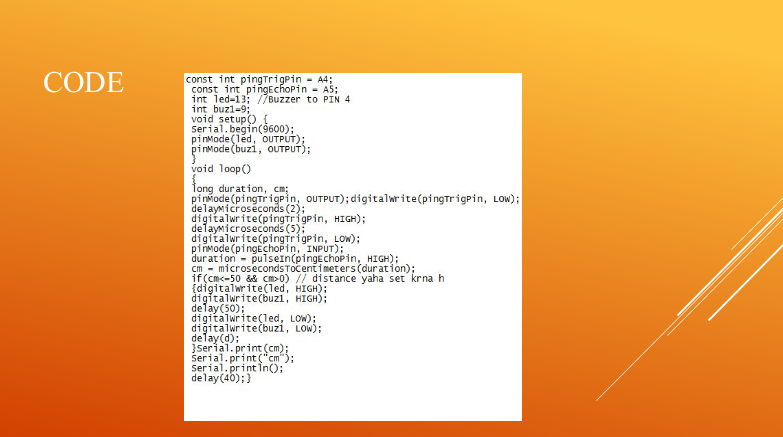 CODE
const int pingTrigPin = A4;
const int pingEchoPin = A5;
int led=13; //Buzzer to PIN 4
int buz1=9;
void setup() {
Serial.begin(9600);
pinMode(led, OUTPUT);
pinMode(buz1, OUTPUT);
}
void loop()
{
long duration, cm;
pinMode(pingTrigPin, OUTPUT);digitalWrite(pingTrigPin, LOW);
delayMicroseconds(2);
digitalWrite(pingTrigPin, HIGH);
delayMicroseconds(5);
digitalWrite(pingTrigPin, LOW);
pinMode(pingEchoPin, INPUT);
duration = pulseIn(pingEchoPin, HIGH);
cm = microsecondsToCentimeters(duration);
if(cm<=50 && cm>0) // distance yaha set krna h
{digitalWrite(led, HIGH);
digitalWrite(buz1, HIGH);
delay(50);
digitalWrite(led, LOW);
digitalWrite(buz1, LOW);
delay(d);
}Serial.print(cm);
Serial.print("cm");
Serial.println();
delay(40);}